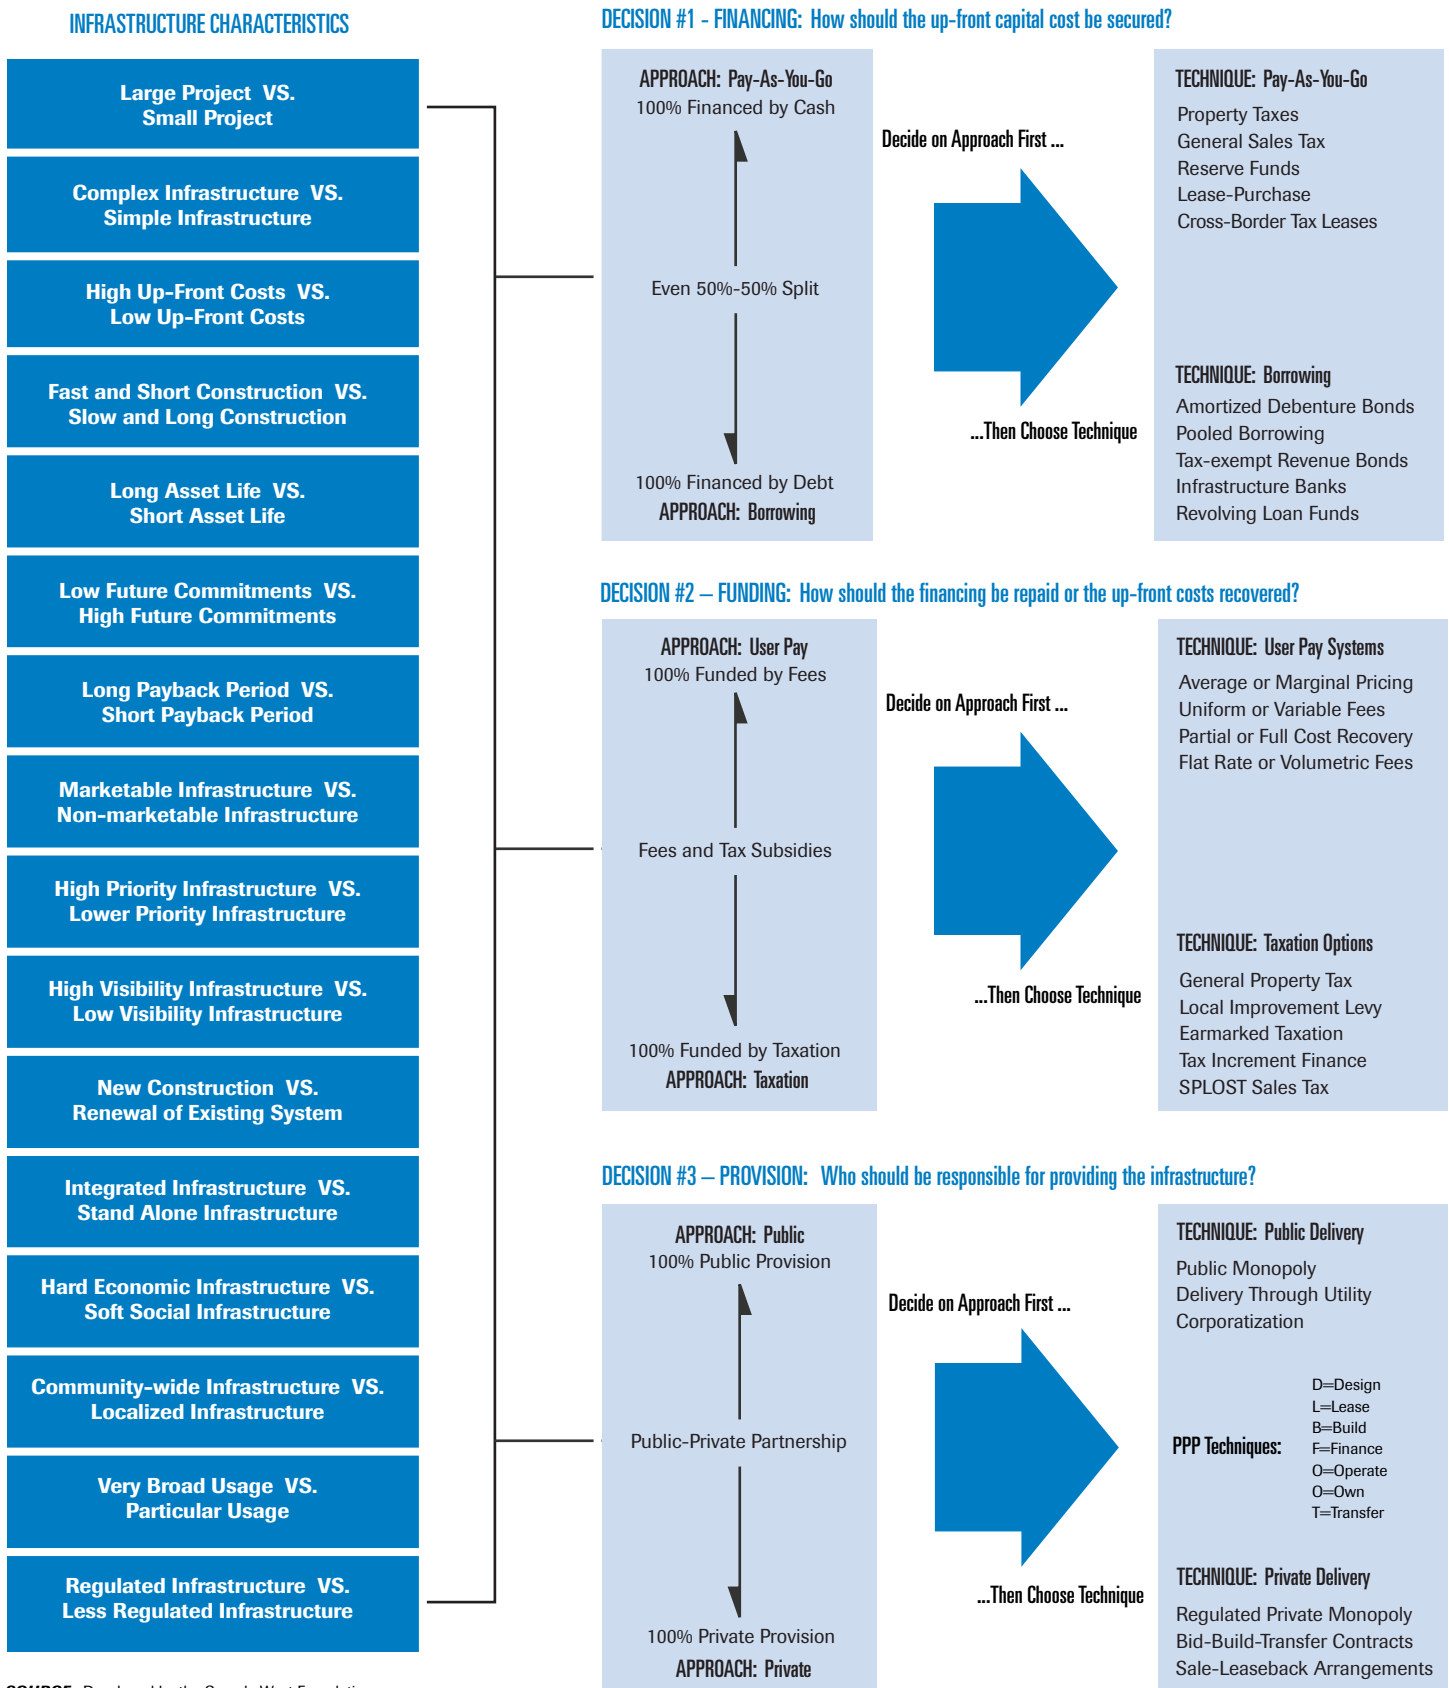 INFRASTRUCTURE CHARACTERISTICS
Large Project VS.
Small Project
Complex Infrastructure VS.
Simple Infrastructure
High Up-Front Costs VS.
Low Up-Front Costs
Fast and Short Construction VS.
Slow and Long Construction
Long Asset Life VS.
Short Asset Life
Low Future Commitments VS.
High Future Commitments
Long Payback Period VS.
Short Payback Period
Marketable Infrastructure VS.
Non-marketable Infrastructure
High Priority Infrastructure VS.
Lower Priority Infrastructure
High Visibility Infrastructure VS.
Low Visibility Infrastructure
New Construction VS.
Renewal of Existing System
Integrated Infrastructure VS.
Stand Alone Infrastructure
Hard Economic Infrastructure VS.
Soft Social Infrastructure
Community-wide Infrastructure VS.
Localized Infrastructure
Very Broad Usage VS.
Particular Usage
Regulated Infrastructure VS.
Less Regulated Infrastructure
DECISION #1 - FINANCING: How should the up-front capital cost be secured?
APPROACH: Pay-As-You-Go
100% Financed by Cash
Even 50%-50% Split
100% Financed by Debt
APPROACH: Borrowing
Decide on Approach First ...
...Then Choose Technique
TECHNIQUE: Pay-As-You-Go
Property Taxes
General Sales Tax
Reserve Funds
Lease-Purchase
Cross-Border Tax Leases
TECHNIQUE: Borrowing
Amortized Debenture Bonds
Pooled Borrowing
Tax-exempt Revenue Bonds
Infrastructure Banks
Revolving Loan Funds
DECISION #2 – FUNDING: How should the financing be repaid or the up-front costs recovered?
APPROACH: User Pay
100% Funded by Fees
Fees and Tax Subsidies
100% Funded by Taxation
APPROACH: Taxation
Decide on Approach First ...
...Then Choose Technique
TECHNIQUE: User Pay Systems
Average or Marginal Pricing
Uniform or Variable Fees
Partial or Full Cost Recovery
Flat Rate or Volumetric Fees
TECHNIQUE: Taxation Options
General Property Tax
Local Improvement Levy
Earmarked Taxation
Tax Increment Finance
SPLOST Sales Tax
DECISION #3 – PROVISION: Who should be responsible for providing the infrastructure?
APPROACH: Public
100% Public Provision
Public-Private Partnership
100% Private Provision
APPROACH: Private
Decide on Approach First ...
...Then Choose Technique
TECHNIQUE: Public Delivery
Public Monopoly
Delivery Through Utility
Corporatization
PPP Techniques:
D=Design
L=Lease
B=Build
F=Finance
O=Operate
O=Own
T=Transfer
TECHNIQUE: Private Delivery
Regulated Private Monopoly
Bid-Build-Transfer Contracts
Sale-Leaseback Arrangements